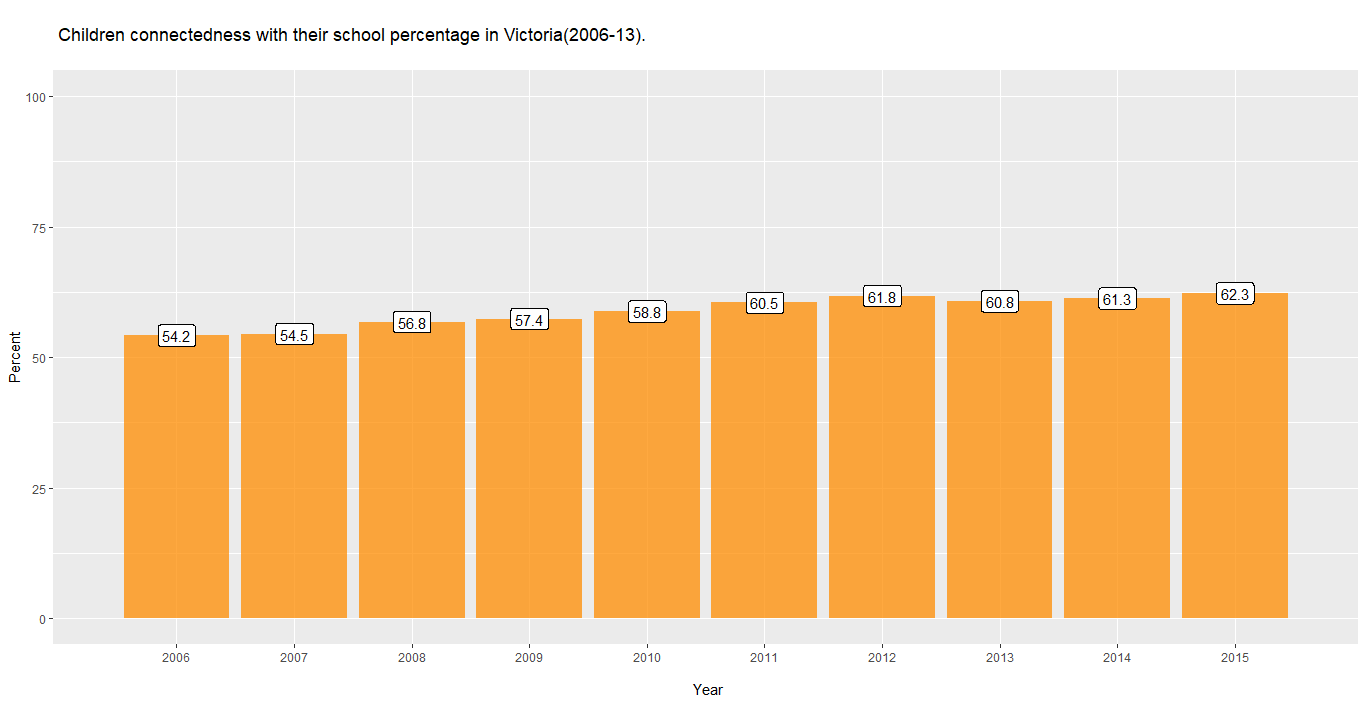 Children connectedness with their school percentage in Victoria(2006-13).
100
75
50
25
0
Percent
54.2 54.5 56.8 57.4 58.8 60.5 61.8 60.8 61.3 62.3
2006 2007 2008 2009 2010 2011 2012 2013 2014 2015
Year